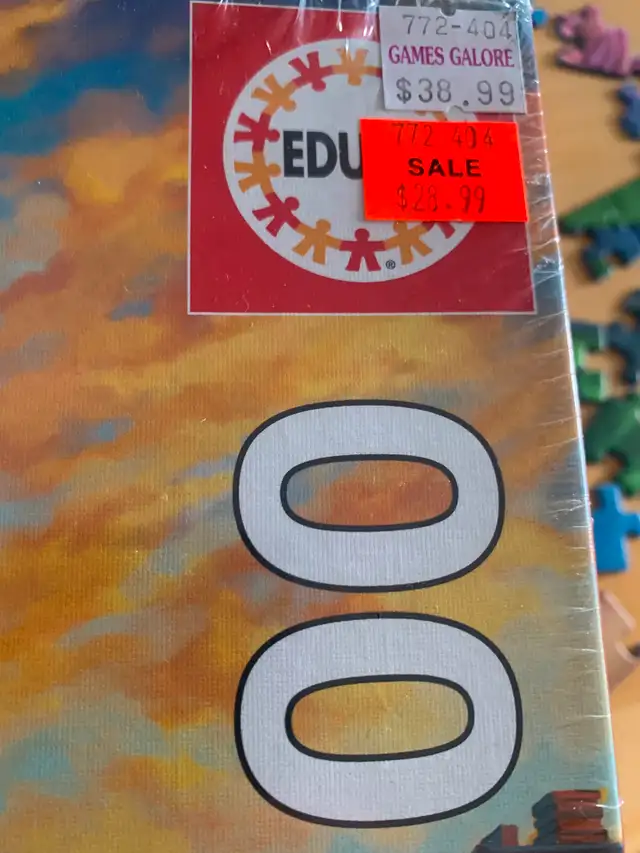 772-404
GAMES GALORE
$38.99
EDU
772 404
SALE
$28.99
®
00